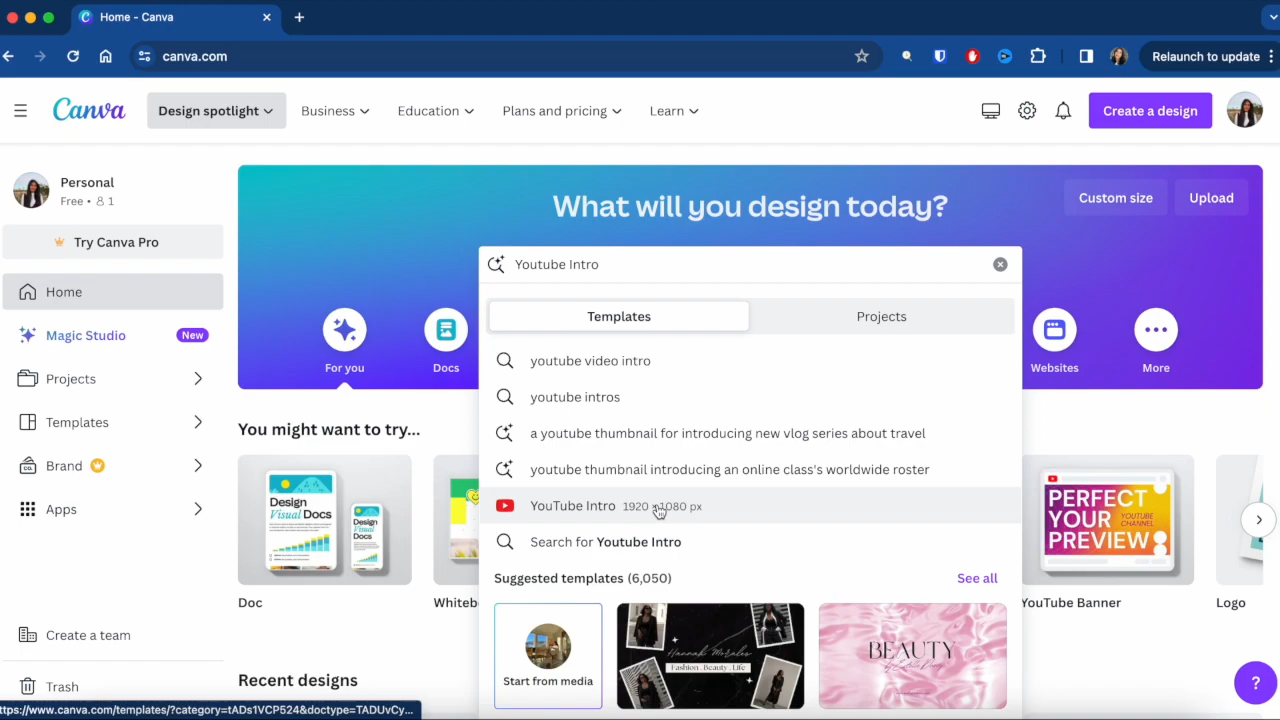 Home - Canva
canva.com
Relaunch to update
Canva
Design spotlight
Business
Education
Plans and pricing
Learn
Create a design
Personal
Free • 1
Try Canva Pro
Home
Magic Studio
New
Projects
Templates
Brand
Apps
Create a team
Trash
https://www.canva.com/templates/?category=tADs1VCP524&doctype=TADUvCy...
What will you design today?
Custom size
Upload
Youtube Intro
Templates
Projects
youtube video intro
youtube intros
a youtube thumbnail for introducing new vlog series about travel
youtube thumbnail introducing an online class's worldwide roster
YouTube Intro 1920 × 1080 px
Search for Youtube Intro
Suggested templates (6,050)
See all
Start from media
Hannah Morales
Fashion . Beauty . Life
BEAUTY
For you
Docs
Websites
More
You might want to try...
Design
Visual Docs
Design
Visual
Docs
PERFECT
YOUR
PREVIEW
YOUTUBE
CHANNEL
Doc
Whiteb
YouTube Banner
Logo
Recent designs
?